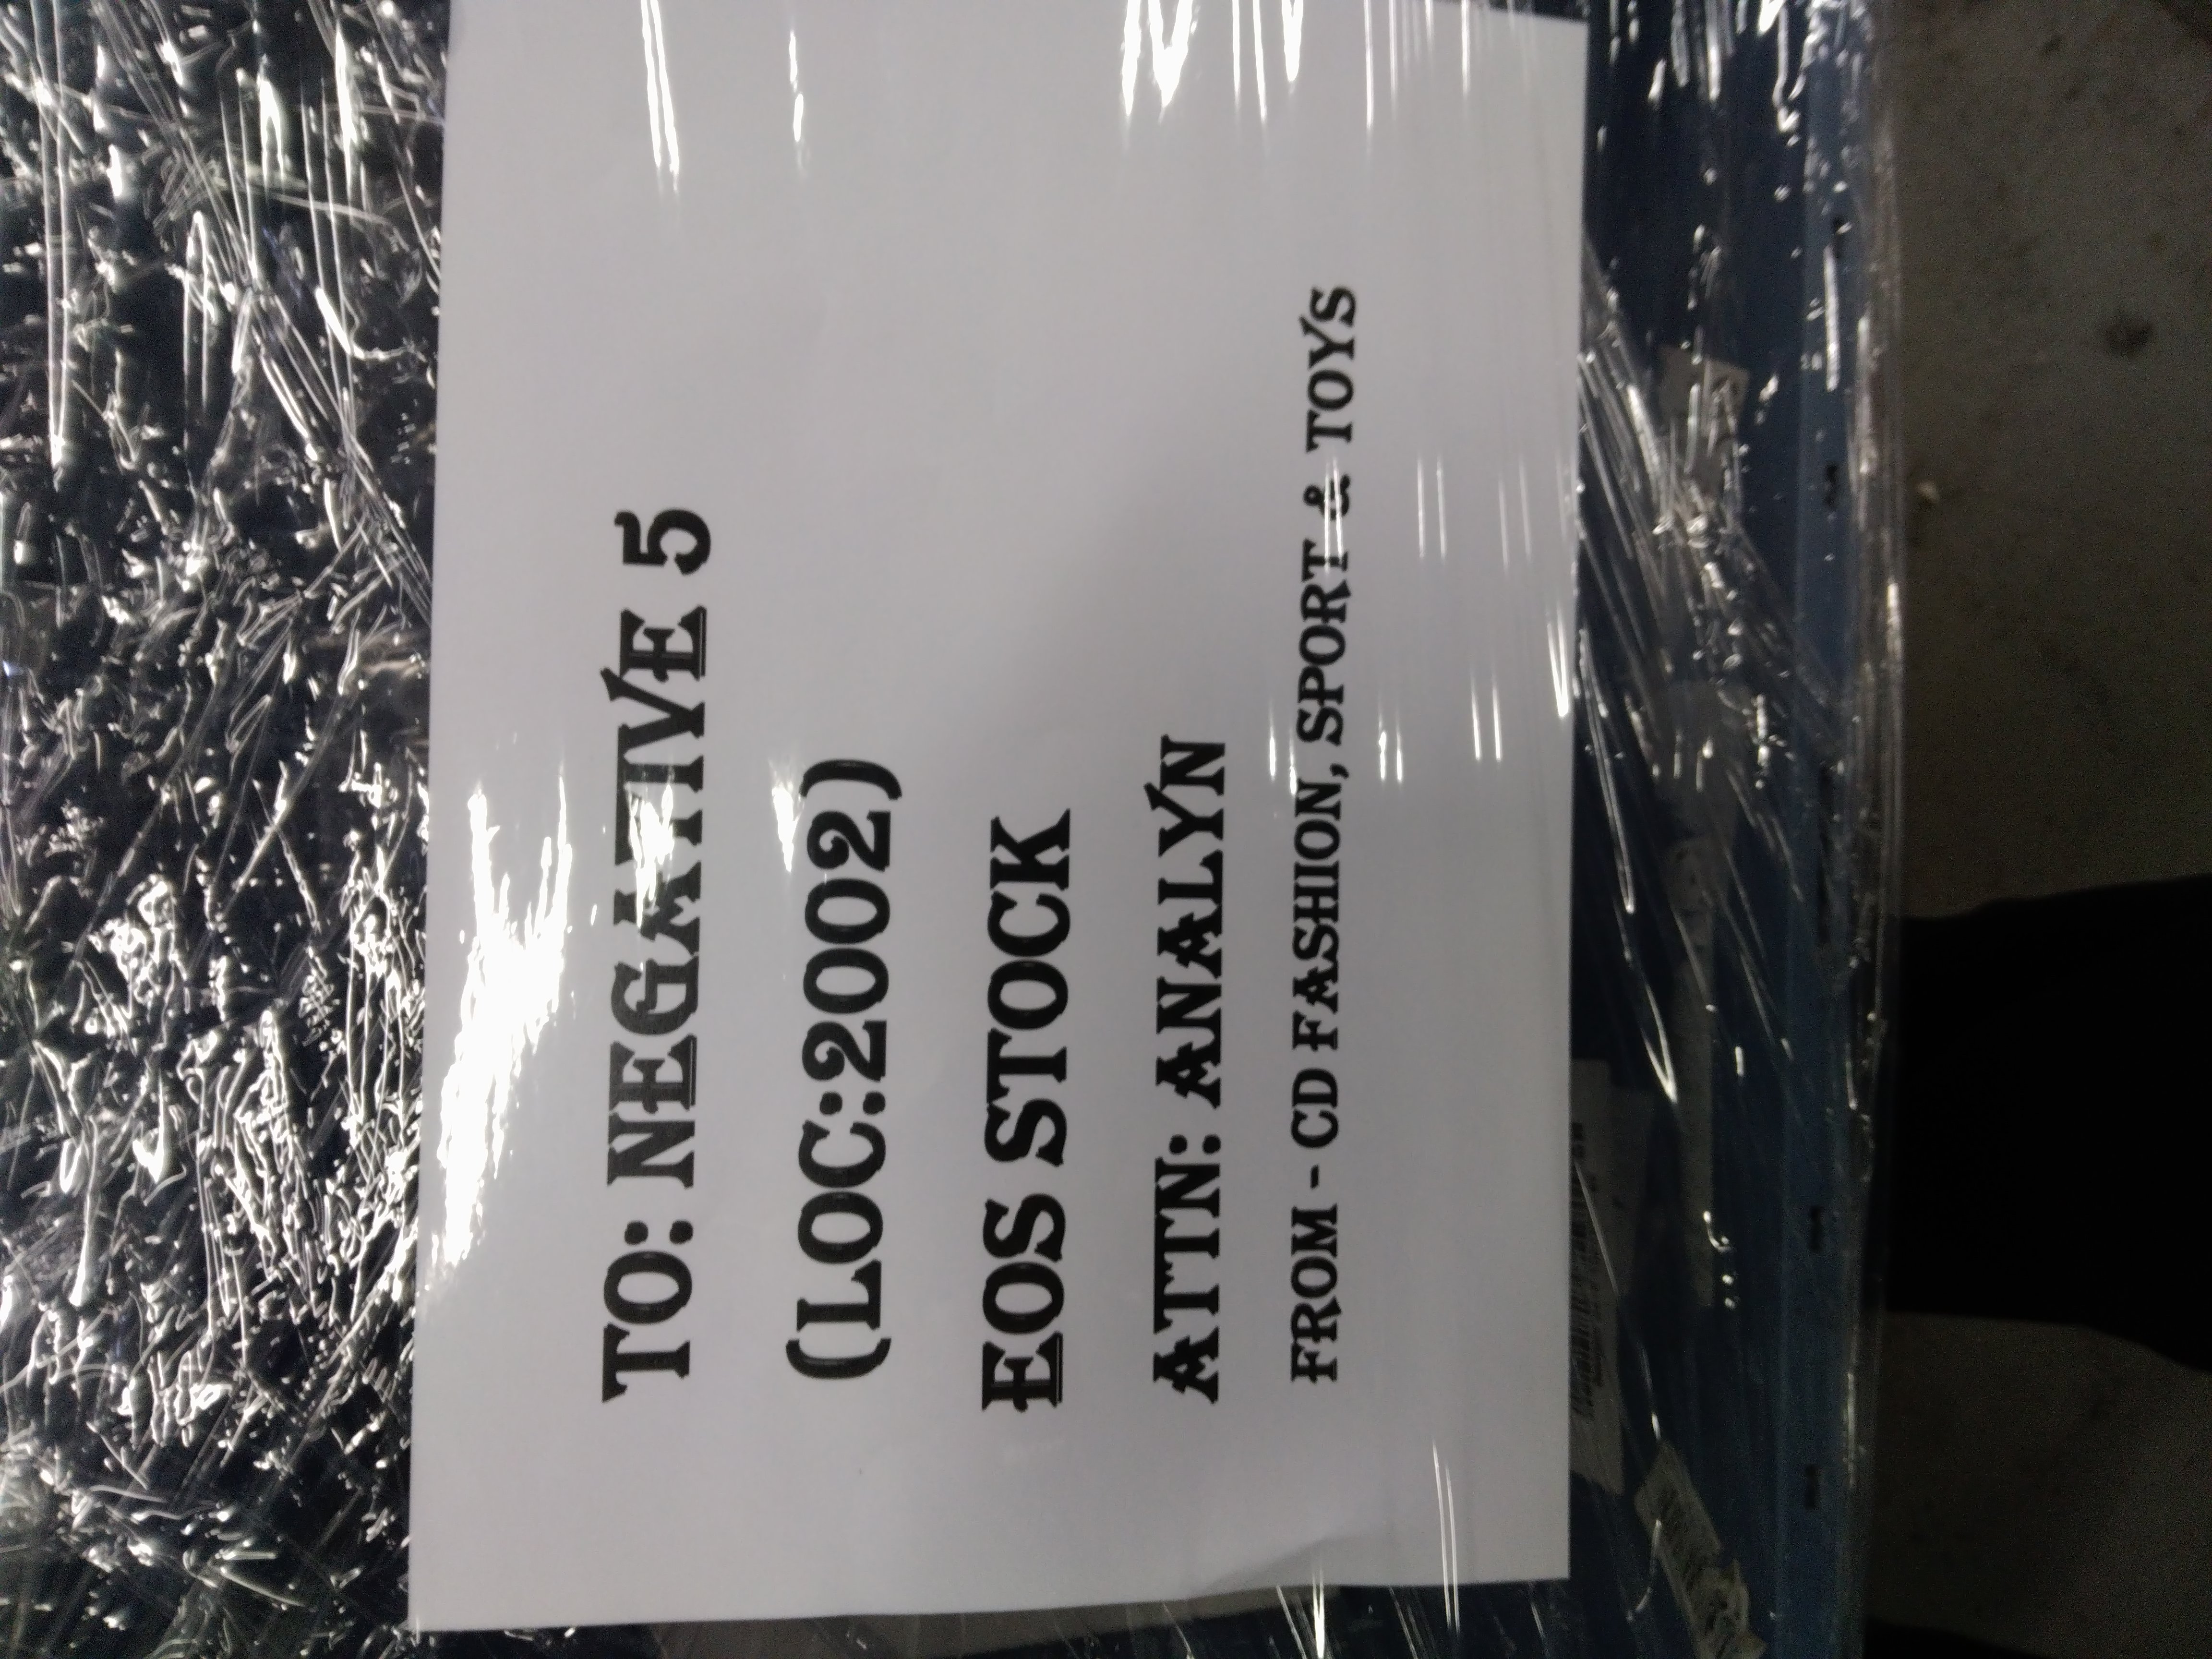 TO: NEGATIVE 5
(LOC:2002)
EOS STOCK
ATTN: ANALYN
FROM - CD FASHION, SPORT & TOYS